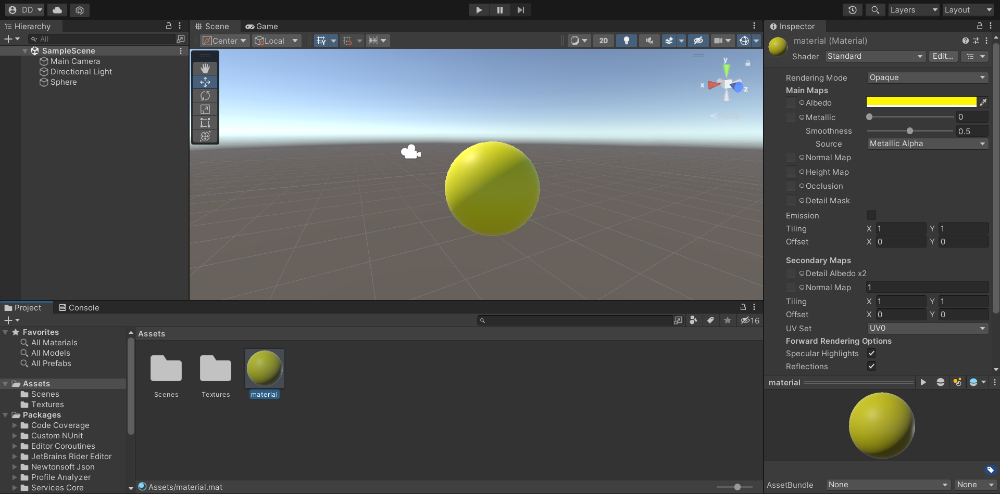 DD
Layers
Layout
Hierarchy
All
SampleScene
Main Camera
Directional Light
Sphere
Scene
Game
Center
Local
2D
y
x
z
Inspector
material (Material)
Shader
Standard
Edit...
Rendering Mode
Opaque
Main Maps
Albedo
Metallic
0
Smoothness
0.5
Source
Metallic Alpha
Normal Map
Height Map
Occlusion
Detail Mask
Emission
Tiling X 1 Y 1
Offset X 0 Y 0
Secondary Maps
Detail Albedo x2
Normal Map
1
Tiling X 1 Y 1
Offset X 0 Y 0
UV Set
UV0
Forward Rendering Options
Specular Highlights
Reflections
material
AssetBundle
None
None
Project
Console
16
Favorites
All Materials
All Models
All Prefabs
Assets
Scenes
Textures
Packages
Code Coverage
Custom NUnit
Editor Coroutines
JetBrains Rider Editor
Newtonsoft Json
Profile Analyzer
Services Core
Assets
Scenes
Textures
material
Assets/material.mat